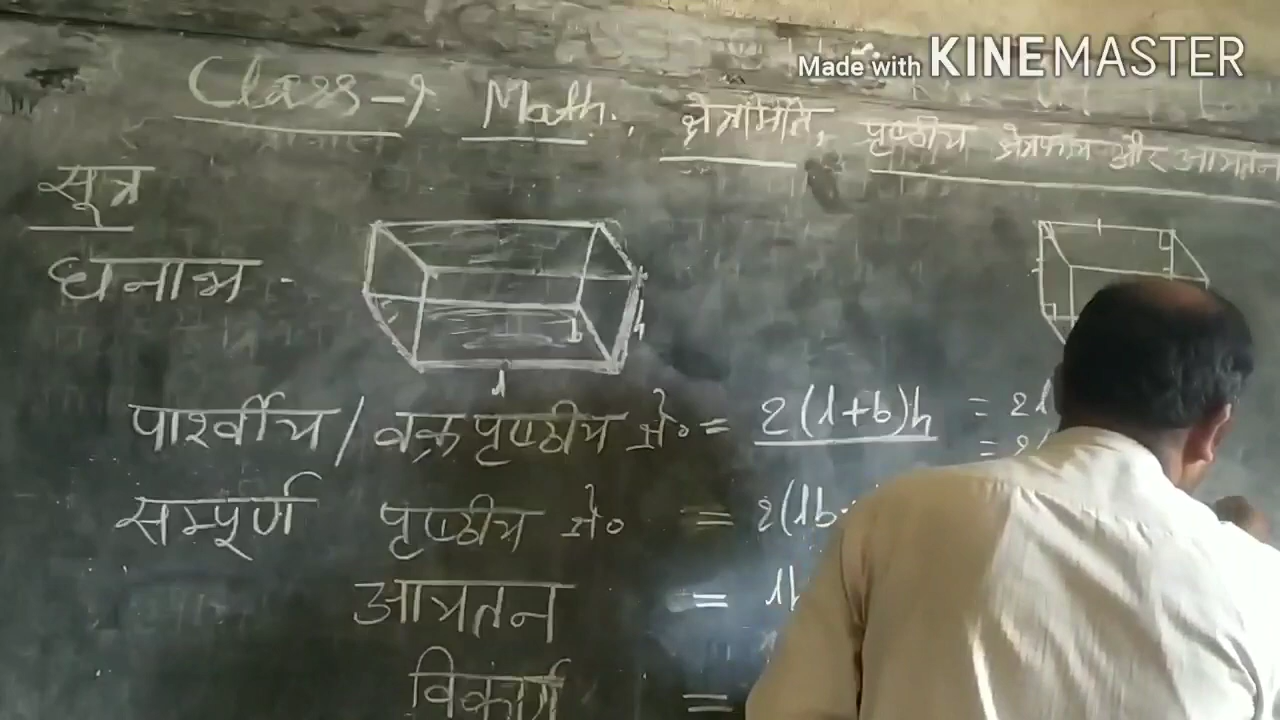 Made with KINEMASTER
Class-9 Math, क्षेत्रमिति, पृष्ठीय क्षेत्रफल और आयतन
सूत्र
घनाभ -
h
b
l
पार्श्वीय / वक्र पृष्ठीय क्षे० = 2(l+b)h = 2l
सम्पूर्ण पृष्ठीय क्षे० = 2(lb
आयतन = lb
विकर्ण =